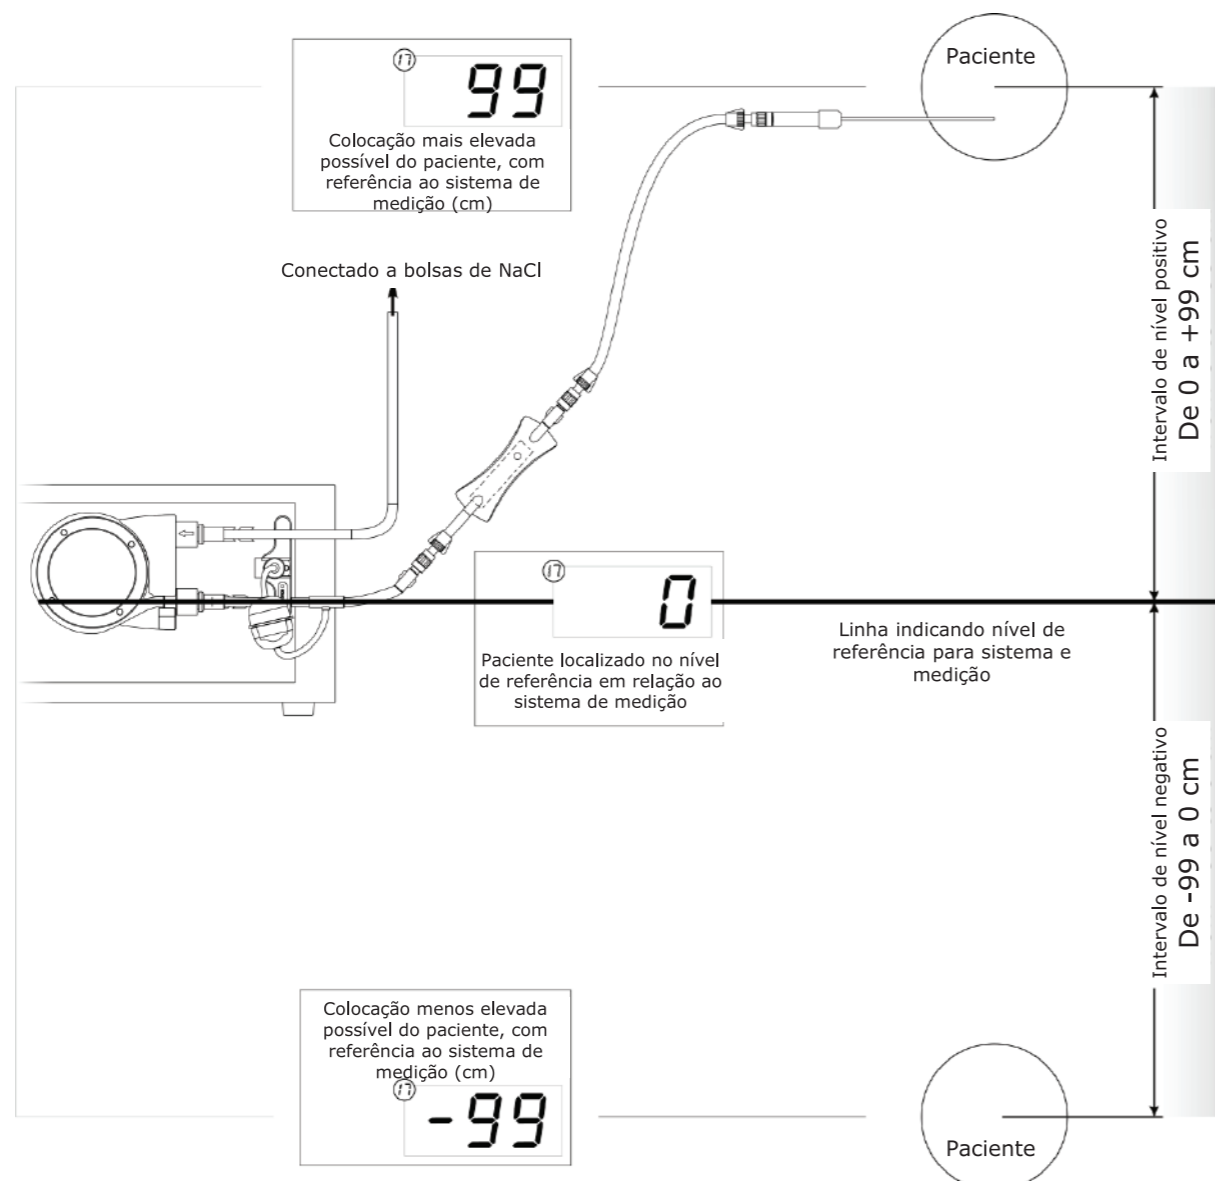 Paciente
17
99
Colocação mais elevada
possível do paciente, com
referência ao sistema de
medição (cm)
Conectado a bolsas de NaCl
Intervalo de nível positivo
De 0 a +99 cm
17
0
Paciente localizado no nível
de referência em relação ao
sistema de medição
Linha indicando nível de
referência para sistema e
medição
Intervalo de nível negativo
De -99 a 0 cm
Colocação menos elevada
possível do paciente, com
referência ao sistema de
medição (cm)
17
-99
Paciente